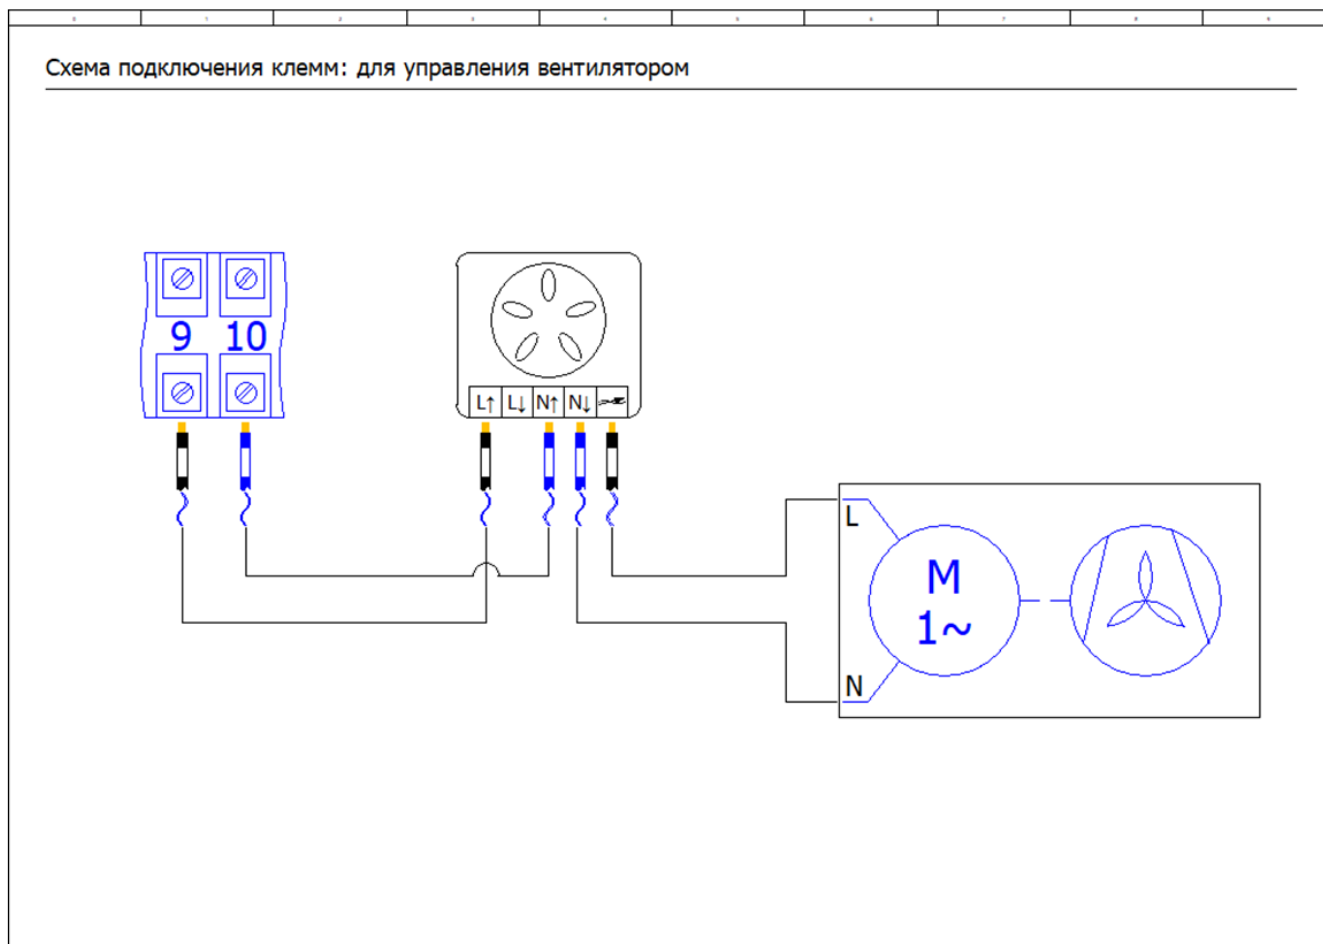 Схема подключения клемм: для управления вентилятором
9 10
L↑ L↓ N↑ N↓
L
M
1~
N